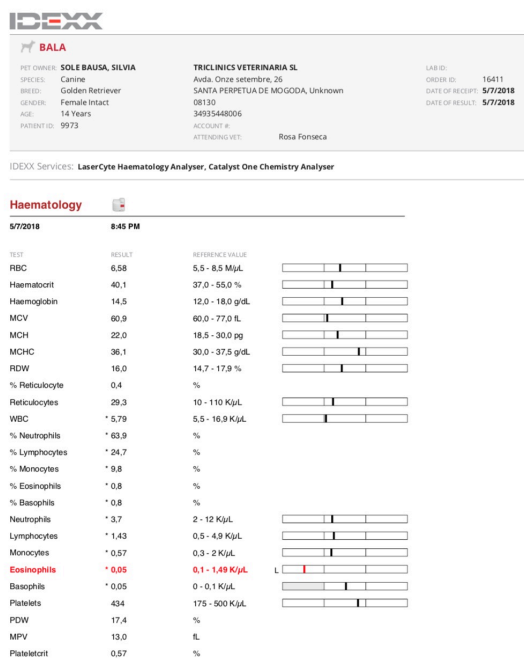 IDEXX
BALA
PET OWNER: SOLE BAUSA, SILVIA
SPECIES: Canine
BREED: Golden Retriever
GENDER: Female Intact
AGE: 14 Years
PATIENT ID: 9973
TRICLINICS VETERINARIA SL
Avda. Onze setembre, 26
SANTA PERPETUA DE MOGODA, Unknown
08130
34935448006
ACCOUNT #:
ATTENDING VET: Rosa Fonseca
LAB ID:
ORDER ID: 16411
DATE OF RECEIPT: 5/7/2018
DATE OF RESULT: 5/7/2018
IDEXX Services: LaserCyte Haematology Analyser, Catalyst One Chemistry Analyser
Haematology
5/7/2018 8:45 PM
TEST RESULT REFERENCE VALUE
RBC 6,58 5,5 - 8,5 M/µL
Haematocrit 40,1 37,0 - 55,0 %
Haemoglobin 14,5 12,0 - 18,0 g/dL
MCV 60,9 60,0 - 77,0 fL
MCH 22,0 18,5 - 30,0 pg
MCHC 36,1 30,0 - 37,5 g/dL
RDW 16,0 14,7 - 17,9 %
% Reticulocyte 0,4 %
Reticulocytes 29,3 10 - 110 K/µL
WBC * 5,79 5,5 - 16,9 K/µL
% Neutrophils * 63,9 %
% Lymphocytes * 24,7 %
% Monocytes * 9,8 %
% Eosinophils * 0,8 %
% Basophils * 0,8 %
Neutrophils * 3,7 2 - 12 K/µL
Lymphocytes * 1,43 0,5 - 4,9 K/µL
Monocytes * 0,57 0,3 - 2 K/µL
Eosinophils * 0,05 0,1 - 1,49 K/µL L
Basophils * 0,05 0 - 0,1 K/µL
Platelets 434 175 - 500 K/µL
PDW 17,4 %
MPV 13,0 fL
Plateletcrit 0,57 %